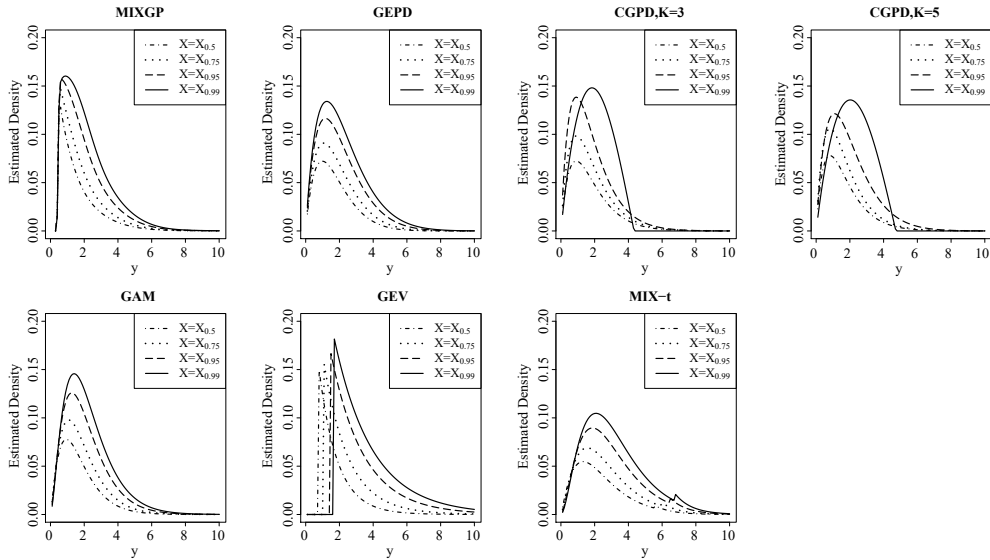 MIXGP
Estimated Density
0.00 0.05 0.10 0.15 0.20
0 2 4 6 8 10
y
X=X0.5
X=X0.75
X=X0.95
X=X0.99
GEPD
Estimated Density
0.00 0.05 0.10 0.15 0.20
0 2 4 6 8 10
y
X=X0.5
X=X0.75
X=X0.95
X=X0.99
CGPD,K=3
Estimated Density
0.00 0.05 0.10 0.15 0.20
0 2 4 6 8 10
y
X=X0.5
X=X0.75
X=X0.95
X=X0.99
CGPD,K=5
Estimated Density
0.00 0.05 0.10 0.15 0.20
0 2 4 6 8 10
y
X=X0.5
X=X0.75
X=X0.95
X=X0.99
GAM
Estimated Density
0.00 0.05 0.10 0.15 0.20
0 2 4 6 8 10
y
X=X0.5
X=X0.75
X=X0.95
X=X0.99
GEV
Estimated Density
0.00 0.05 0.10 0.15 0.20
0 2 4 6 8 10
y
X=X0.5
X=X0.75
X=X0.95
X=X0.99
MIX−t
Estimated Density
0.00 0.05 0.10 0.15 0.20
0 2 4 6 8 10
y
X=X0.5
X=X0.75
X=X0.95
X=X0.99